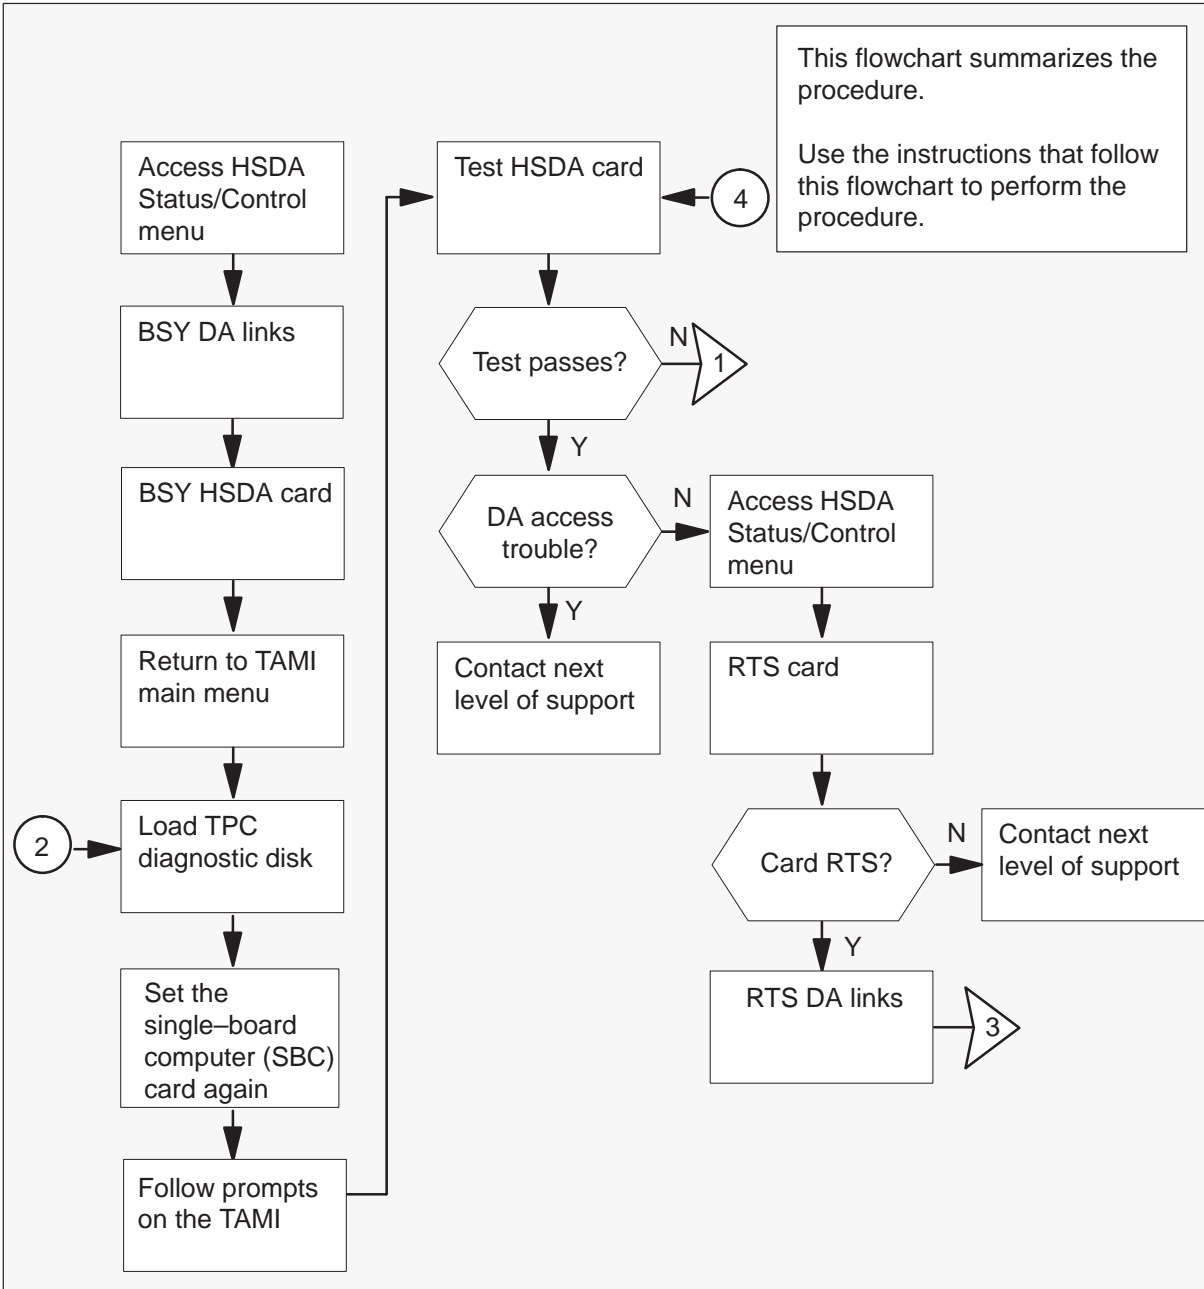 This flowchart summarizes the
procedure.
Use the instructions that follow
this flowchart to perform the
procedure.
Access HSDA
Status/Control
menu
BSY DA links
BSY HSDA card
Return to TAMI
main menu
2
Load TPC
diagnostic disk
Set the
single–board
computer (SBC)
card again
Follow prompts
on the TAMI
Test HSDA card
4
Test passes?
N
1
Y
DA access
trouble?
N
Y
Contact next
level of support
Access HSDA
Status/Control
menu
RTS card
Card RTS?
N
Contact next
level of support
Y
RTS DA links
3